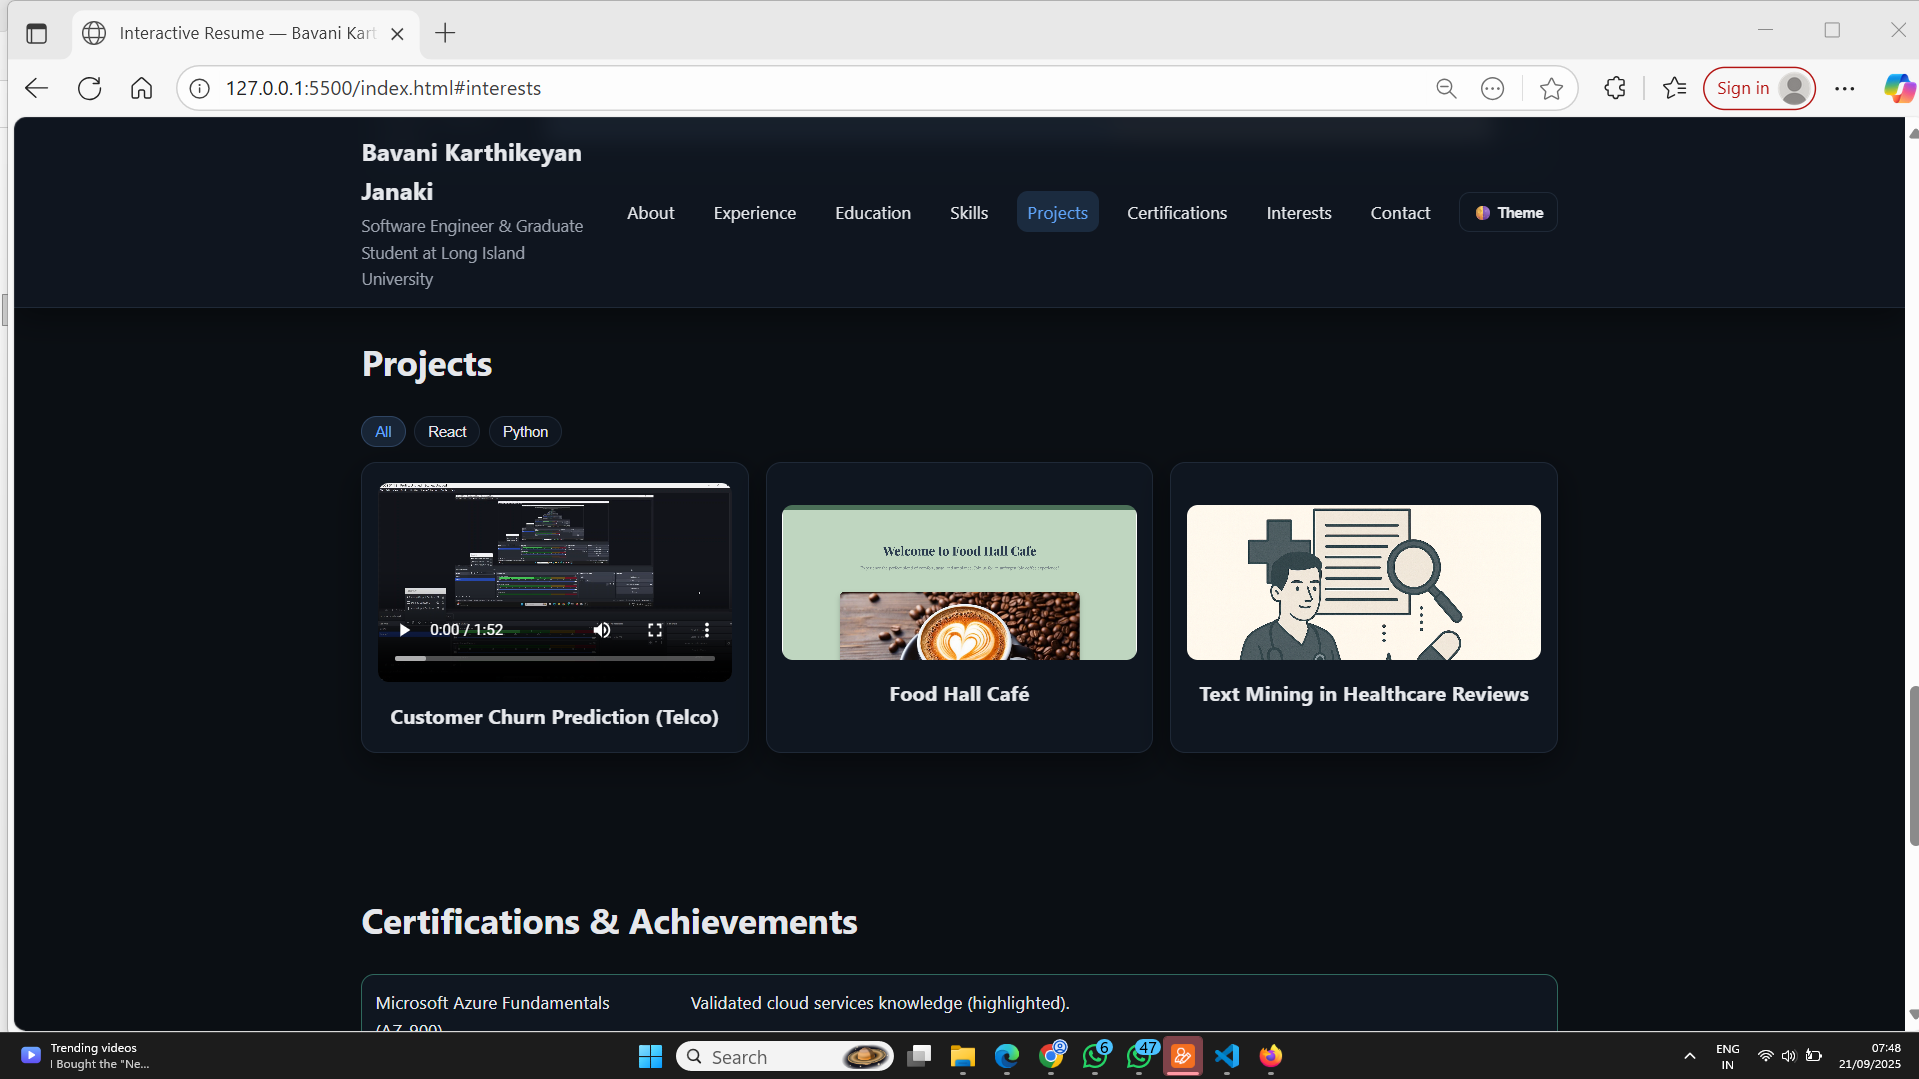 Interactive Resume — Bavani Kart
127.0.0.1:5500/index.html#interests
Sign in
Bavani Karthikeyan
Janaki
Software Engineer & Graduate
Student at Long Island
University
About
Experience
Education
Skills
Projects
Certifications
Interests
Contact
Theme
Projects
All
React
Python
0:00 / 1:52
Welcome to Food Hall Cafe
Customer Churn Prediction (Telco)
Food Hall Café
Text Mining in Healthcare Reviews
Certifications & Achievements
Microsoft Azure Fundamentals
(AZ-900)
Validated cloud services knowledge (highlighted).
Trending videos
I Bought the "Ne...
Search
6
47
ENG
IN
07:48
21/09/2025